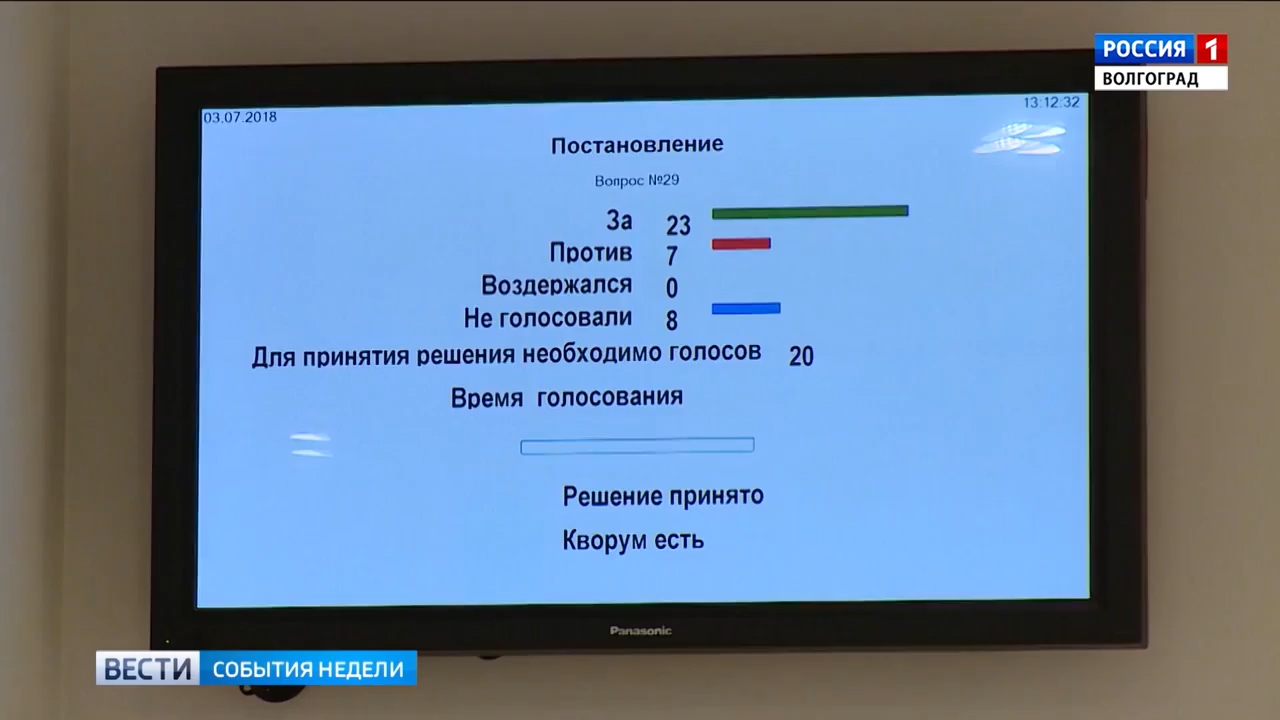 РОССИЯ 1
ВОЛГОГРАД
03.07.2018
13:12:32
Постановление
Вопрос №29
За 23
Против 7
Воздержался 0
Не голосовали 8
Для принятия решения необходимо голосов 20
Время голосования
Решение принято
Кворум есть
Panasonic
ВЕСТИ СОБЫТИЯ НЕДЕЛИ